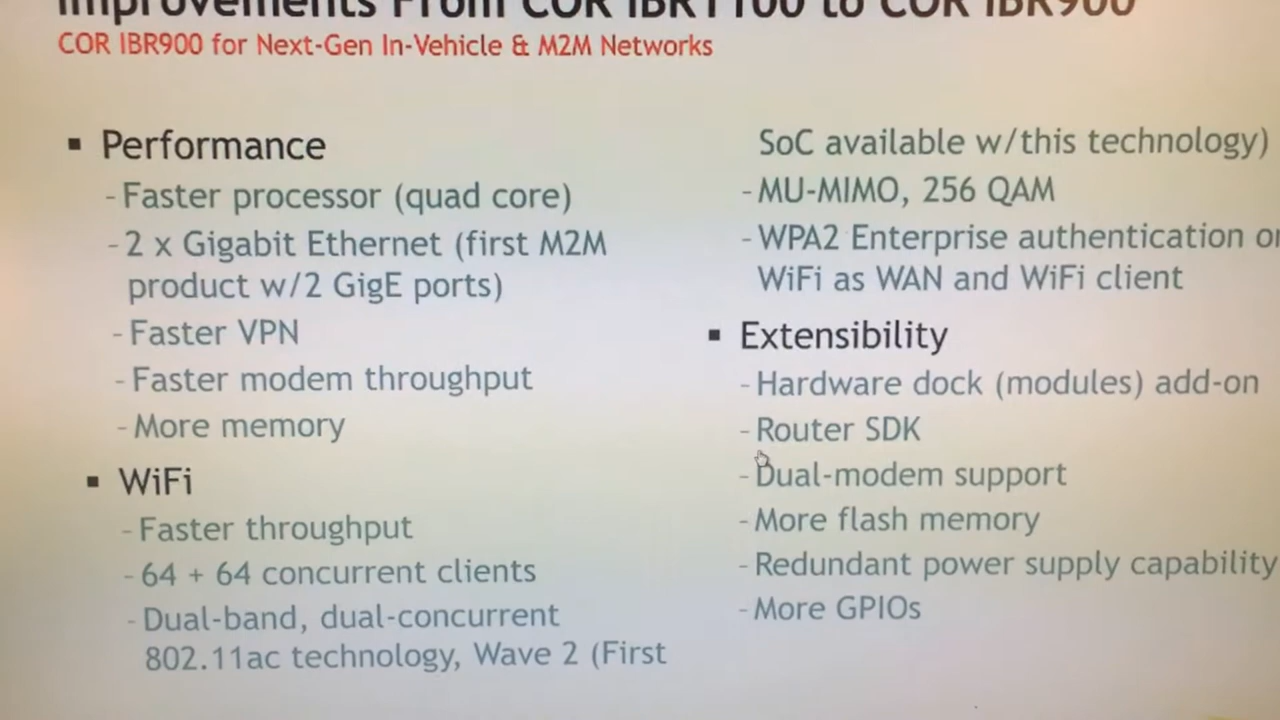 Improvements From COR IBR1100 to COR IBR900
COR IBR900 for Next-Gen In-Vehicle & M2M Networks
▪ Performance
- Faster processor (quad core)
- 2 x Gigabit Ethernet (first M2M
product w/2 GigE ports)
- Faster VPN
- Faster modem throughput
- More memory
▪ WiFi
- Faster throughput
- 64 + 64 concurrent clients
- Dual-band, dual-concurrent
802.11ac technology, Wave 2 (First
SoC available w/this technology)
- MU-MIMO, 256 QAM
- WPA2 Enterprise authentication
WiFi as WAN and WiFi client
▪ Extensibility
- Hardware dock (modules) add-on
- Router SDK
- Dual-modem support
- More flash memory
- Redundant power supply capability
- More GPIOs